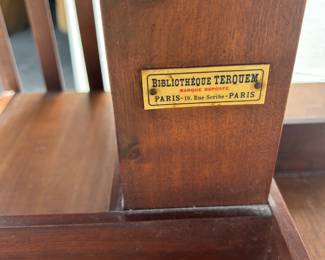 BIBLIOTHÈQUE TERQUEM
MARQUE DÉPOSÉE
PARIS-19, Rue Scribe-PARIS